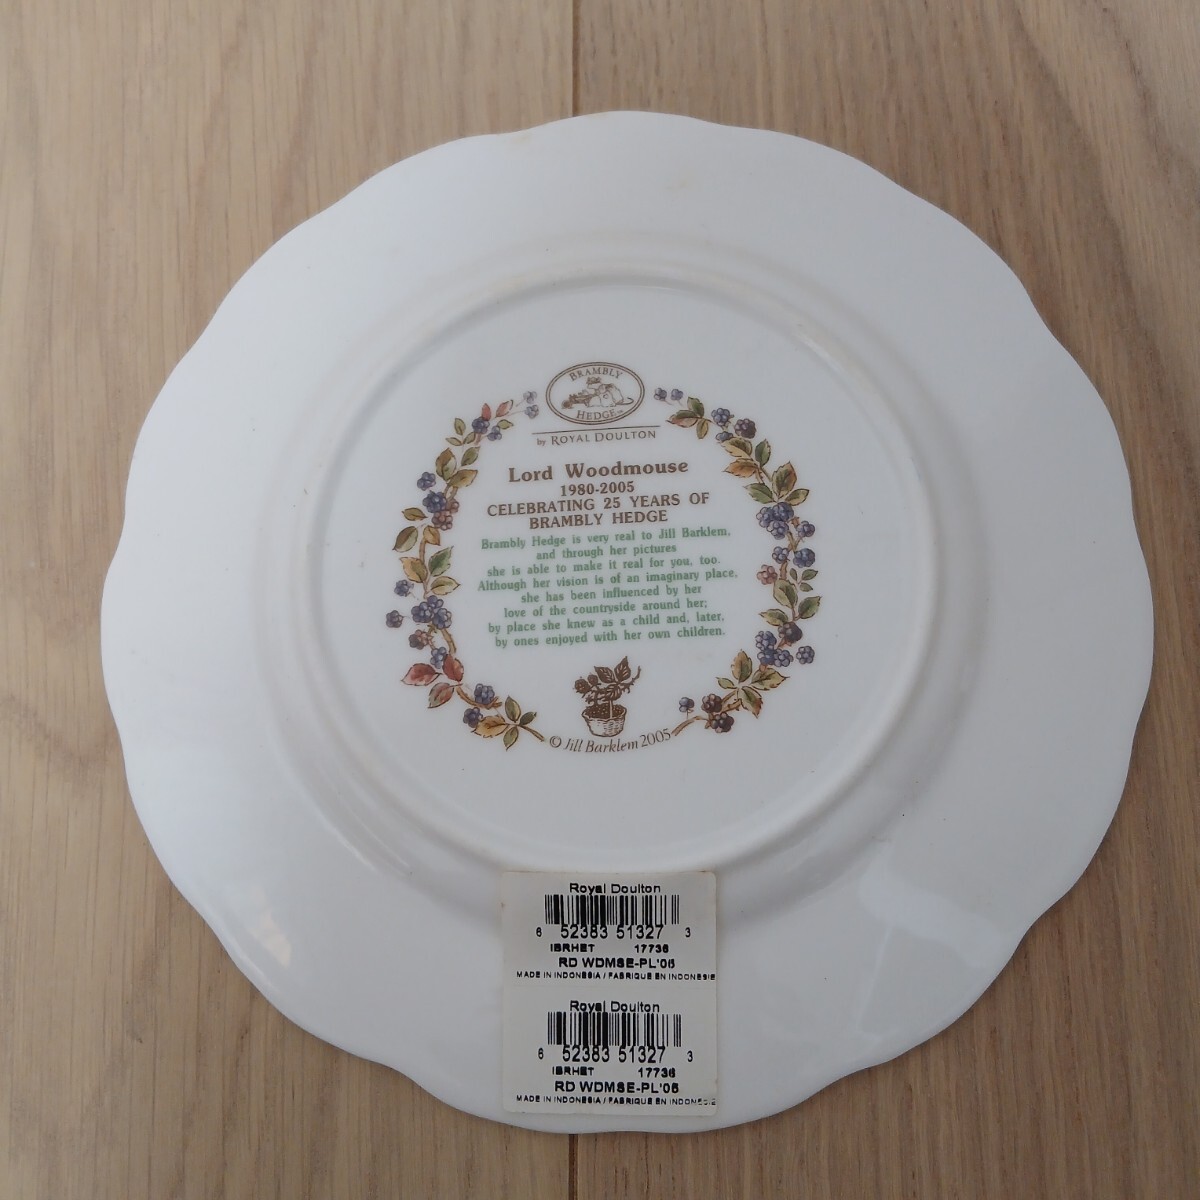 BRAMBLY
HEDGE™
by ROYAL DOULTON
Lord Woodmouse
1980-2005
CELEBRATING 25 YEARS OF
BRAMBLY HEDGE
Brambly Hedge is very real to Jill Barklem,
and through her pictures
she is able to make it real for you, too.
Although her vision is of an imaginary place,
she has been influenced by her
love of the countryside around her;
by place she knew as a child and, later,
by ones enjoyed with her own children.
© Jill Barklem 2005
Royal Doulton
6 52383 51327 3
IBRHET 17736
RD WDMSE-PL'06
MADE IN INDONESIA / FABRIQUE EN INDONESIE
Royal Doulton
6 52383 51327 3
IBRHET 17736
RD WDMSE-PL'06
MADE IN INDONESIA / FABRIQUE EN INDONESIE